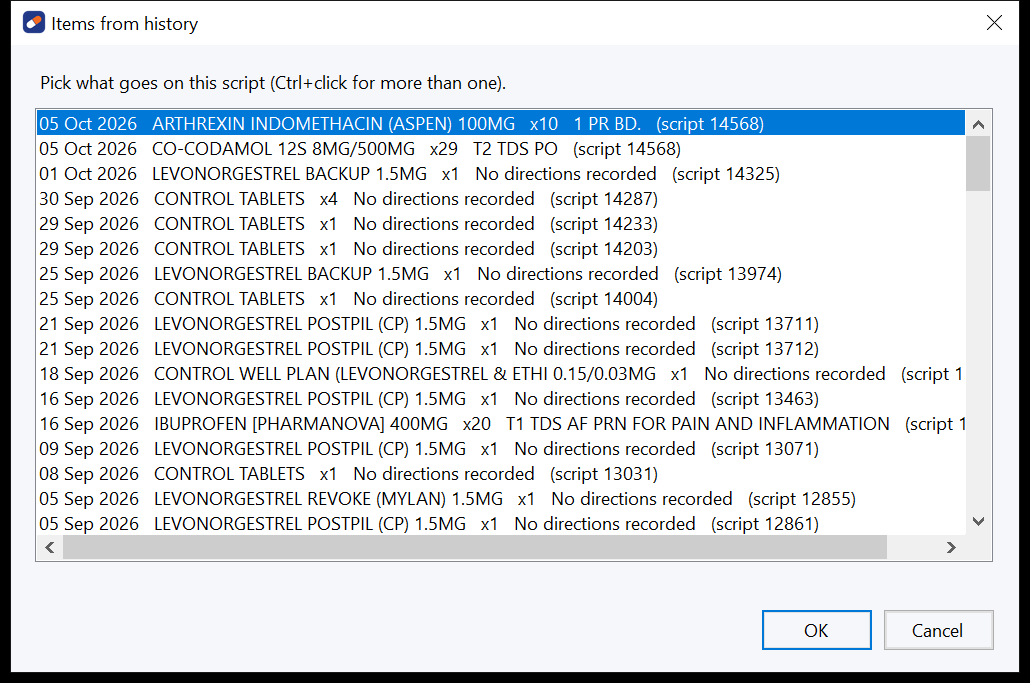 Items from history
Pick what goes on this script (Ctrl+click for more than one).
05 Oct 2026 ARTHREXIN INDOMETHACIN (ASPEN) 100MG x10 1 PR BD. (script 14568)
05 Oct 2026 CO-CODAMOL 12S 8MG/500MG x29 T2 TDS PO (script 14568)
01 Oct 2026 LEVONORGESTREL BACKUP 1.5MG x1 No directions recorded (script 14325)
30 Sep 2026 CONTROL TABLETS x4 No directions recorded (script 14287)
29 Sep 2026 CONTROL TABLETS x1 No directions recorded (script 14233)
29 Sep 2026 CONTROL TABLETS x1 No directions recorded (script 14203)
25 Sep 2026 LEVONORGESTREL BACKUP 1.5MG x1 No directions recorded (script 13974)
25 Sep 2026 CONTROL TABLETS x1 No directions recorded (script 14004)
21 Sep 2026 LEVONORGESTREL POSTPIL (CP) 1.5MG x1 No directions recorded (script 13711)
21 Sep 2026 LEVONORGESTREL POSTPIL (CP) 1.5MG x1 No directions recorded (script 13712)
18 Sep 2026 CONTROL WELL PLAN (LEVONORGESTREL & ETHI 0.15/0.03MG x1 No directions recorded (script 1
16 Sep 2026 LEVONORGESTREL POSTPIL (CP) 1.5MG x1 No directions recorded (script 13463)
16 Sep 2026 IBUPROFEN [PHARMANOVA] 400MG x20 T1 TDS AF PRN FOR PAIN AND INFLAMMATION (script 1
09 Sep 2026 LEVONORGESTREL POSTPIL (CP) 1.5MG x1 No directions recorded (script 13071)
08 Sep 2026 CONTROL TABLETS x1 No directions recorded (script 13031)
05 Sep 2026 LEVONORGESTREL REVOKE (MYLAN) 1.5MG x1 No directions recorded (script 12855)
05 Sep 2026 LEVONORGESTREL POSTPIL (CP) 1.5MG x1 No directions recorded (script 12861)
OK Cancel